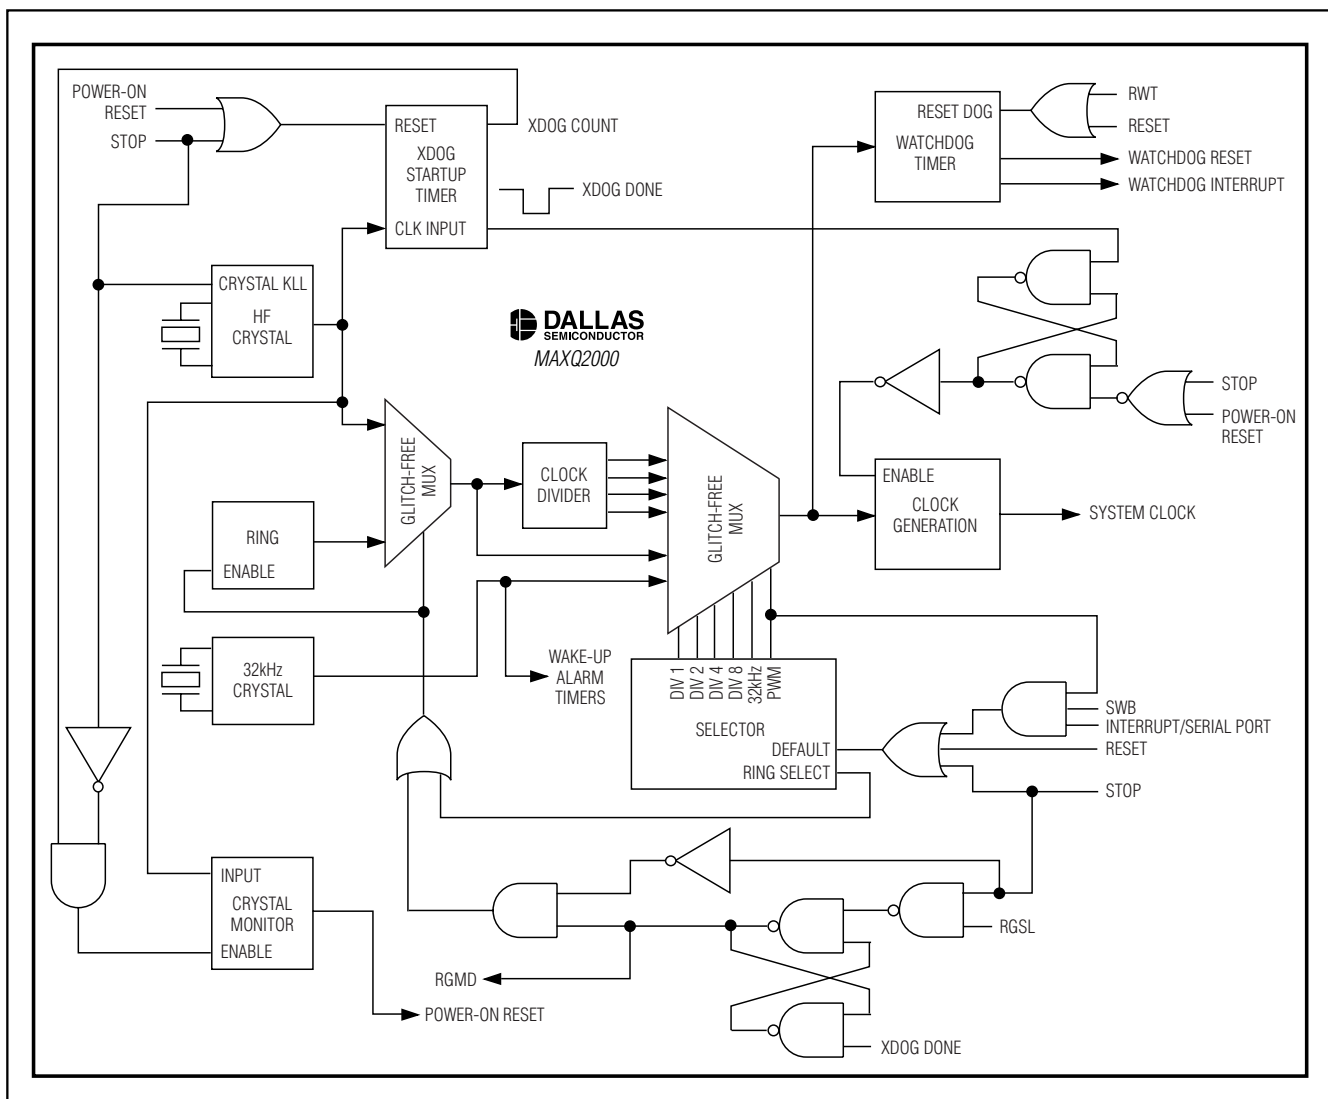 POWER-ON
RESET
STOP
RESET
XDOG
STARTUP
TIMER
CLK INPUT
XDOG COUNT
XDOG DONE
RESET DOG
WATCHDOG
TIMER
RWT
RESET
WATCHDOG RESET
WATCHDOG INTERRUPT
CRYSTAL KLL
HF
CRYSTAL
DALLAS
SEMICONDUCTOR
MAXQ2000
STOP
POWER-ON
RESET
GLITCH-FREE
MUX
CLOCK
DIVIDER
GLITCH-FREE
MUX
ENABLE
CLOCK
GENERATION
SYSTEM CLOCK
RING
ENABLE
32kHz
CRYSTAL
WAKE-UP
ALARM
TIMERS
DIV 1
DIV 2
DIV 4
DIV 8
32kHz
PWM
SELECTOR
DEFAULT
RING SELECT
SWB
INTERRUPT/SERIAL PORT
RESET
STOP
INPUT
CRYSTAL
MONITOR
ENABLE
RGSL
RGMD
POWER-ON RESET
XDOG DONE